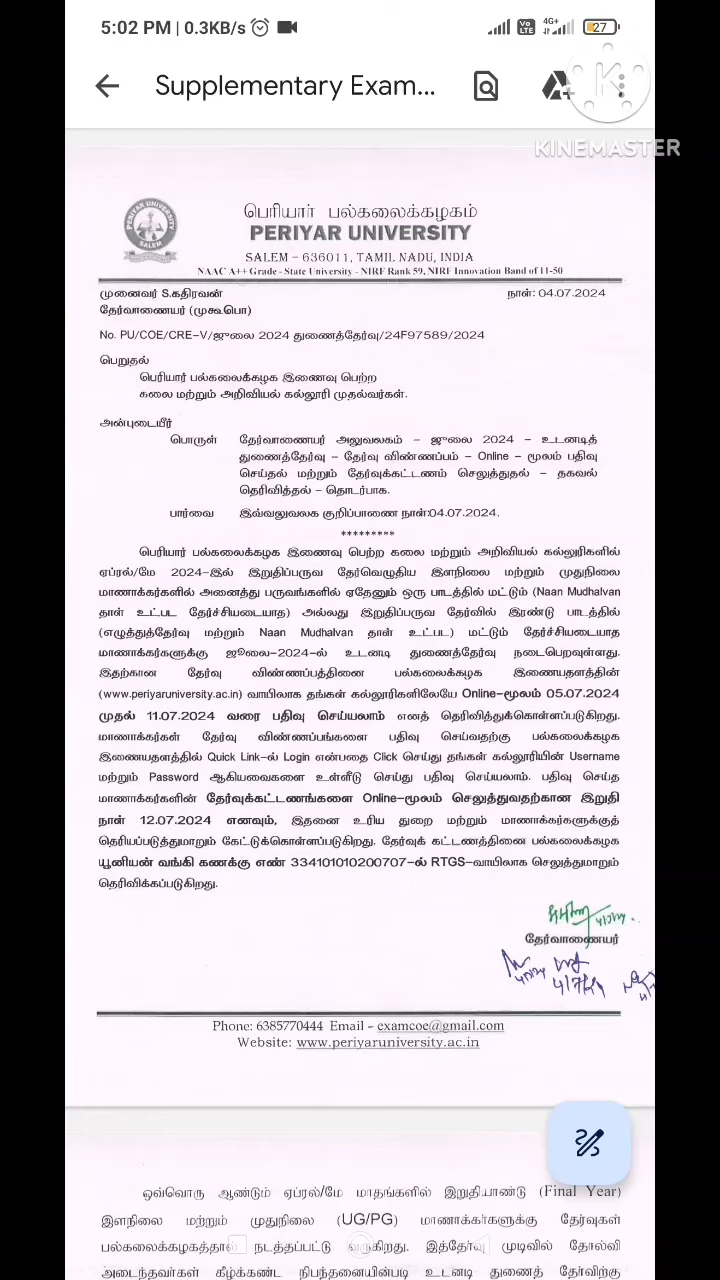 5:02 PM | 0.3KB/s
Vo LTE 4G+ 27
Supplementary Exam...
KINEMASTER
PERIYAR UNIVERSITY
SALEM
பெரியார் பல்கலைக்கழகம்
PERIYAR UNIVERSITY
SALEM – 636011, TAMIL NADU, INDIA
NAAC A++ Grade - State University - NIRF Rank 59, NIRF Innovation Band of 11-50
முனைவர் S.கதிரவன் நாள்: 04.07.2024
தேர்வாணையர் (முகூபொ)
No. PU/COE/CRE-V/ஜுலை 2024 துணைத்தேர்வு/24F97589/2024
பெறுதல்
பெரியார் பல்கலைக்கழக இணைவு பெற்ற
கலை மற்றும் அறிவியல் கல்லூரி முதல்வர்கள்.
அன்புடையீர்
பொருள் தேர்வாணையர் அலுவலகம் – ஜுலை 2024 – உடனடித்
துணைத்தேர்வு – தேர்வு விண்ணப்பம் – Online – மூலம் பதிவு
செய்தல் மற்றும் தேர்வுக்கட்டணம் செலுத்துதல் – தகவல்
தெரிவித்தல் – தொடர்பாக.
பார்வை இவ்வலுவலக குறிப்பாணை நாள்:04.07.2024.
*********
பெரியார் பல்கலைக்கழக இணைவு பெற்ற கலை மற்றும் அறிவியல் கல்லூரிகளில்
ஏப்ரல்/மே 2024-இல் இறுதிப்பருவ தேர்வெழுதிய இளநிலை மற்றும் முதுநிலை
மாணாக்கர்களில் அனைத்து பருவங்களில் ஏதேனும் ஒரு பாடத்தில் மட்டும் (Naan Mudhalvan
தாள் உட்பட தேர்ச்சியடையாத) அல்லது இறுதிப்பருவ தேர்வில் இரண்டு பாடத்தில்
(எழுத்துத்தேர்வு மற்றும் Naan Mudhalvan தாள் உட்பட) மட்டும் தேர்ச்சியடையாத
மாணாக்கர்களுக்கு ஜூலை-2024-ல் உடனடி துணைத்தேர்வு நடைபெறவுள்ளது.
இதற்கான தேர்வு விண்ணப்பத்தினை பல்கலைக்கழக இணையதளத்தின்
(www.periyaruniversity.ac.in) வாயிலாக தங்கள் கல்லூரிகளிலேயே Online-மூலம் 05.07.2024
முதல் 11.07.2024 வரை பதிவு செய்யலாம் எனத் தெரிவித்துக்கொள்ளப்படுகிறது.
மாணாக்கர்கள் தேர்வு விண்ணப்பங்களை பதிவு செய்வதற்கு பல்கலைக்கழக
இணையதளத்தில் Quick Link-ல் Login என்பதை Click செய்து தங்கள் கல்லூரியின் Username
மற்றும் Password ஆகியவைகளை உள்ளீடு செய்து பதிவு செய்யலாம். பதிவு செய்த
மாணாக்கர்களின் தேர்வுக்கட்டணங்களை Online-மூலம் செலுத்துவதற்கான இறுதி
நாள் 12.07.2024 எனவும், இதனை உரிய துறை மற்றும் மாணாக்கர்களுக்குத்
தெரியப்படுத்துமாறும் கேட்டுக்கொள்ளப்படுகிறது. தேர்வுக் கட்டணத்தினை பல்கலைக்கழக
யூனியன் வங்கி கணக்கு எண் 334101010200707-ல் RTGS-வாயிலாக செலுத்துமாறும்
தெரிவிக்கப்படுகிறது.
தேர்வாணையர்
Phone: 6385770444 Email – examcoe@gmail.com
Website: www.periyaruniversity.ac.in
ஒவ்வொரு ஆண்டும் ஏப்ரல்/மே மாதங்களில் இறுதியாண்டு (Final Year)
இளநிலை மற்றும் முதுநிலை (UG/PG) மாணாக்கர்களுக்கு தேர்வுகள்
பல்கலைக்கழகத்தால் நடத்தப்பட்டு வருகிறது. இத்தேர்வு முடிவில் தோல்வி
அடைந்தவர்கள் கீழ்க்கண்ட நிபந்தனையின்படி உடனடி துணைத் தேர்விற்கு